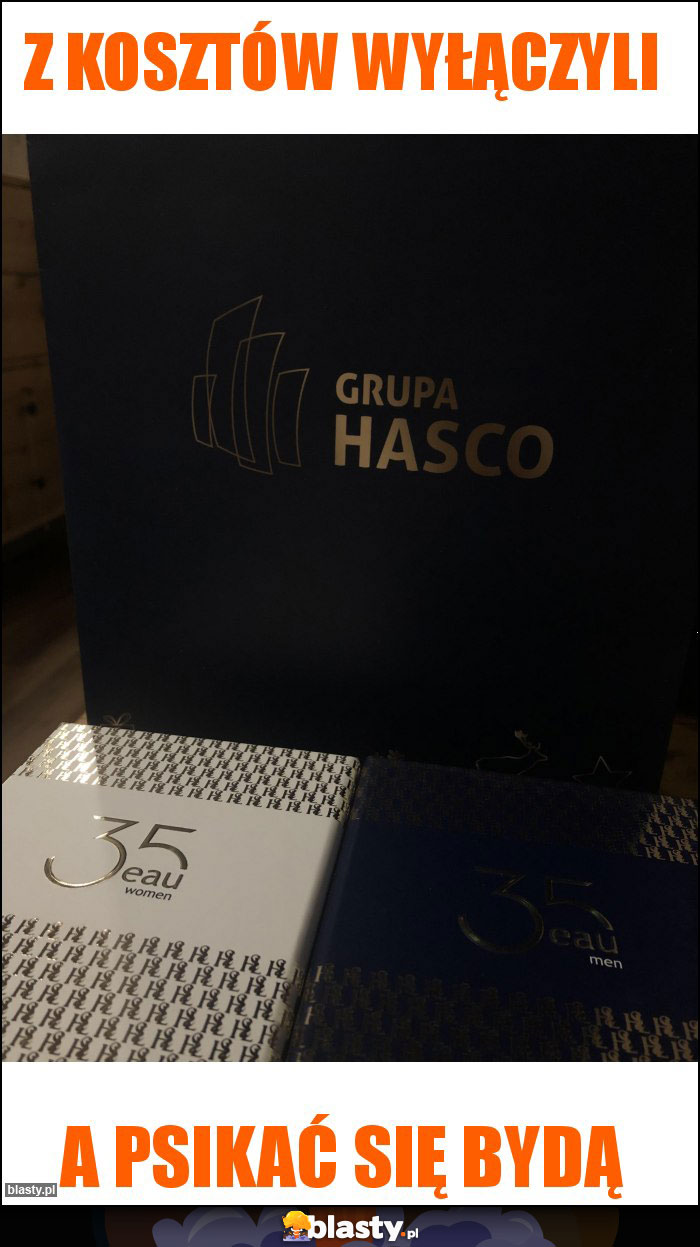 Z KOSZTÓW WYŁĄCZYLI
GRUPA
HASCO
35
eau
women
35
eau
men
A PSIKAĆ SIĘ BYDĄ
blasty.pl
blasty.pl